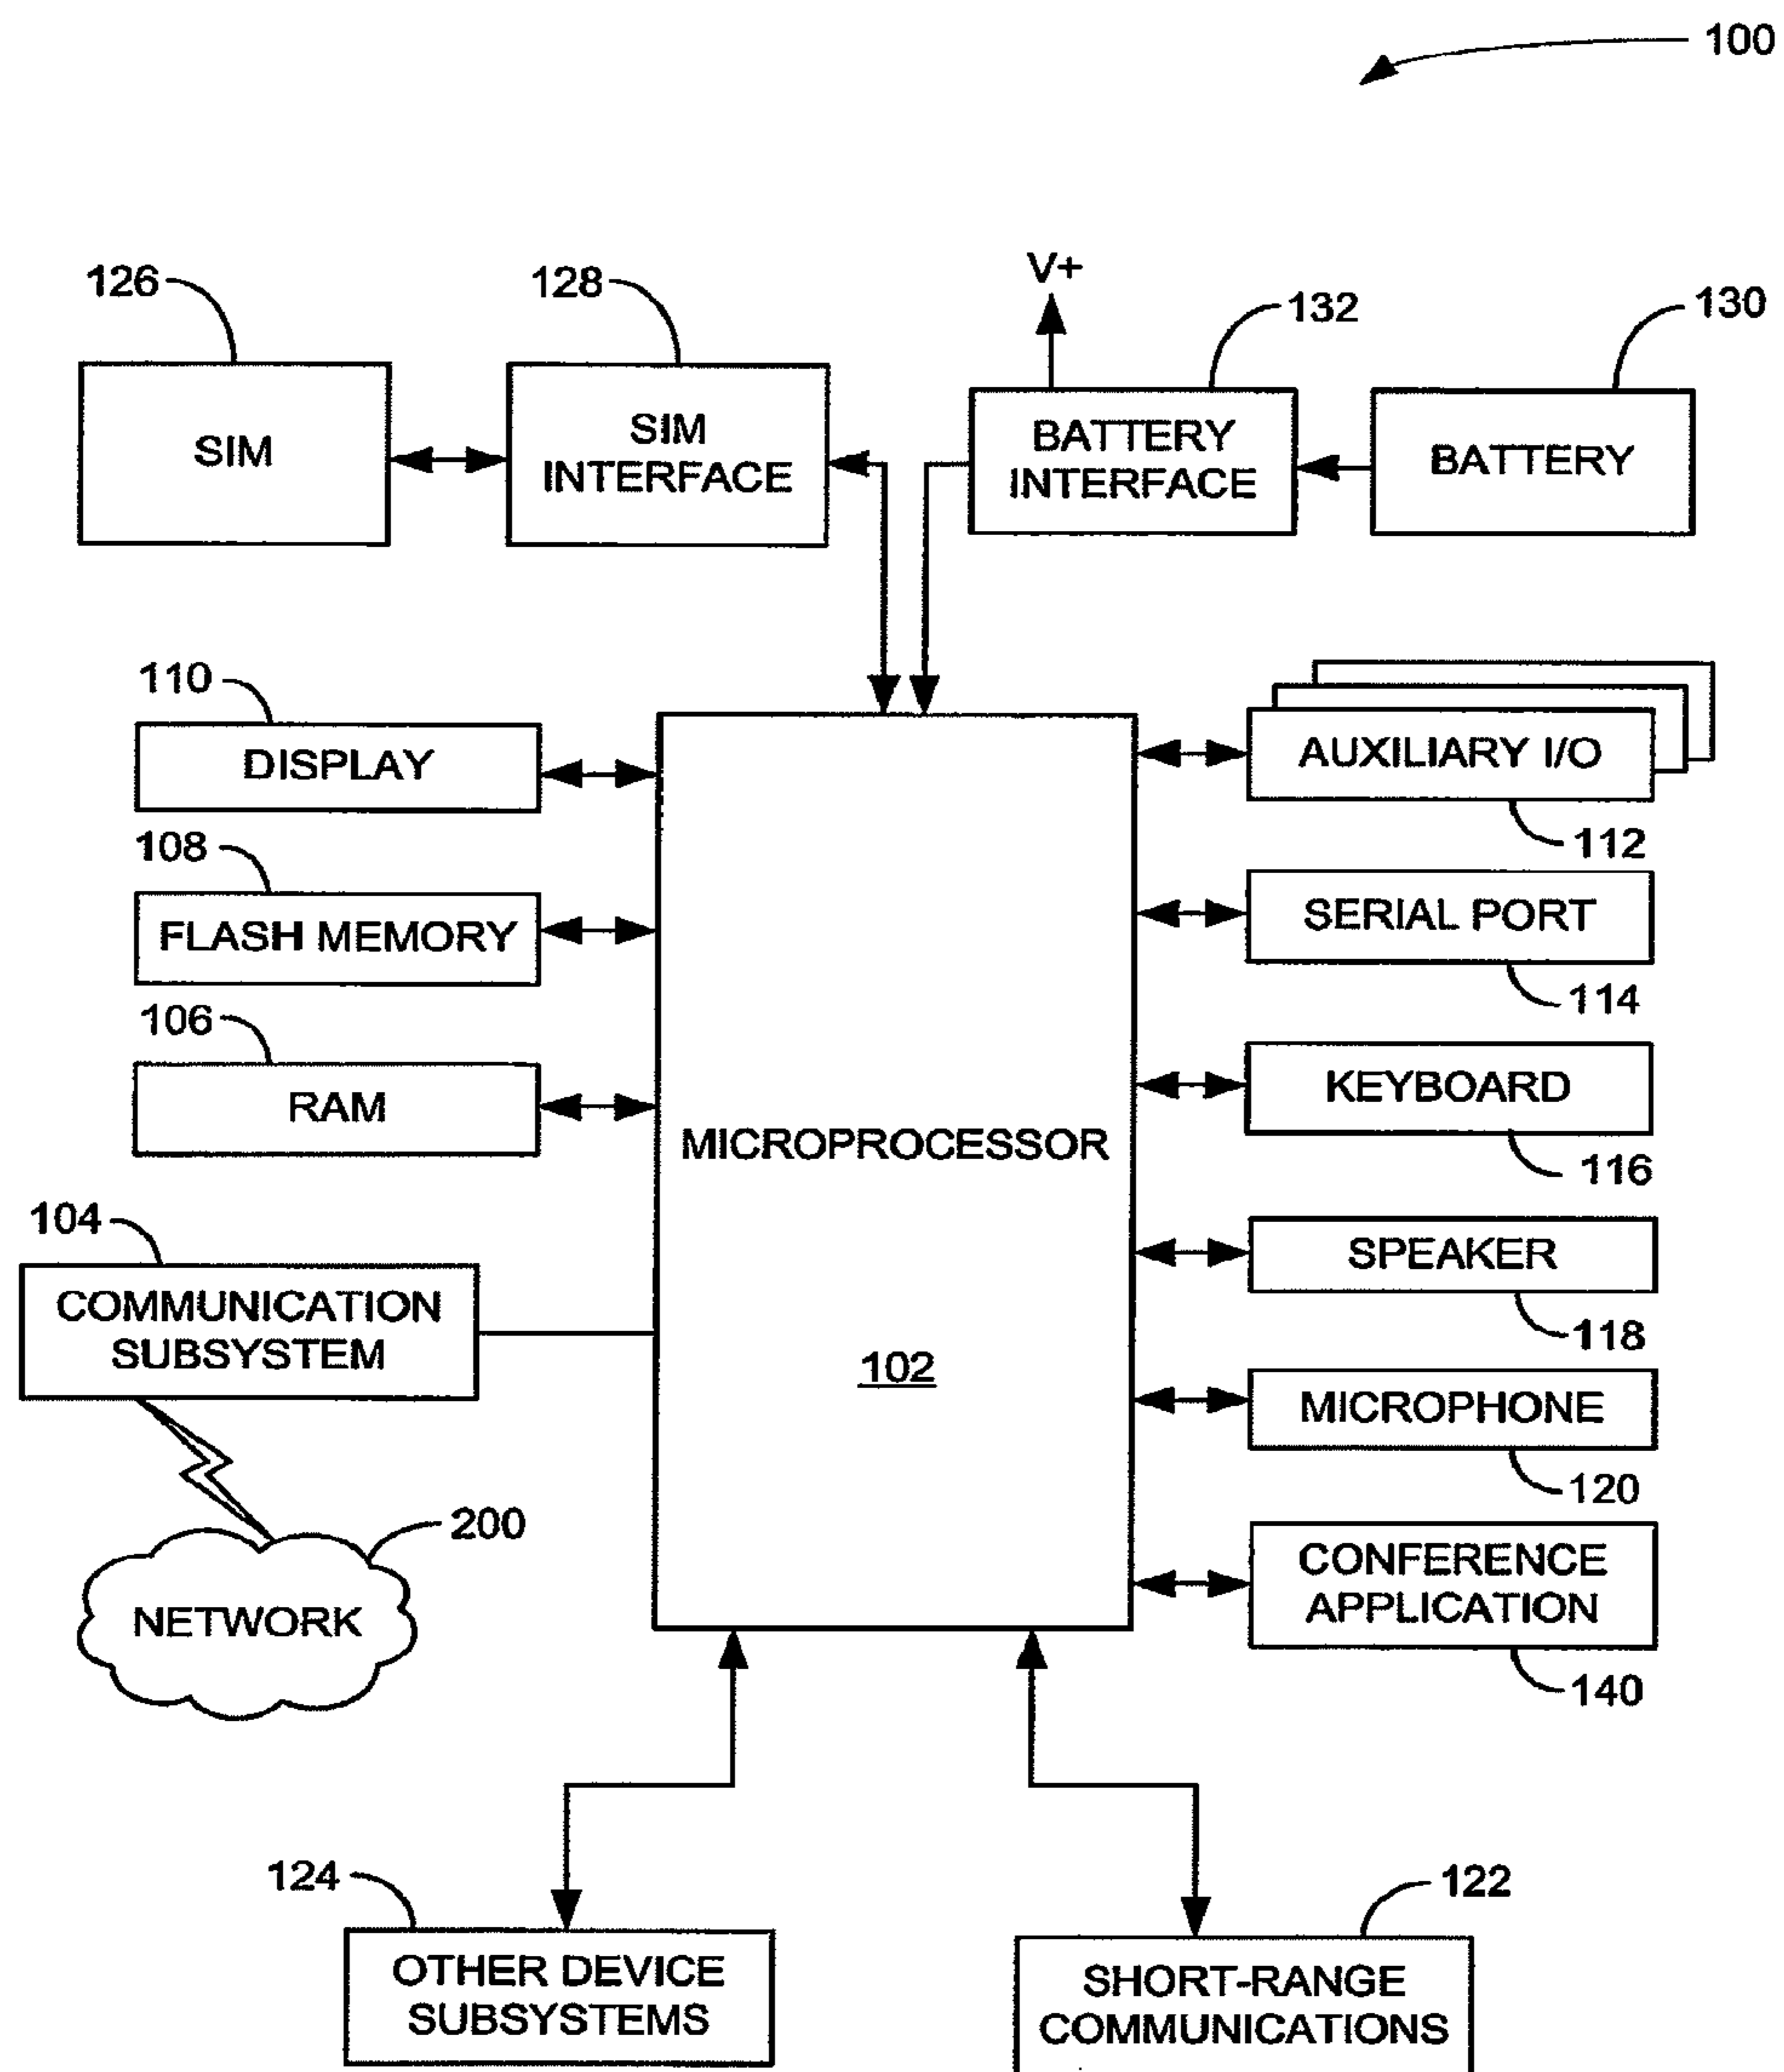 100
126
128
V+
132
130
SIM
SIM
INTERFACE
BATTERY
INTERFACE
BATTERY
110
DISPLAY
AUXILIARY I/O
112
108
FLASH MEMORY
SERIAL PORT
114
106
RAM
KEYBOARD
116
MICROPROCESSOR
102
104
COMMUNICATION
SUBSYSTEM
SPEAKER
118
MICROPHONE
120
200
NETWORK
CONFERENCE
APPLICATION
140
124
OTHER DEVICE
SUBSYSTEMS
122
SHORT-RANGE
COMMUNICATIONS